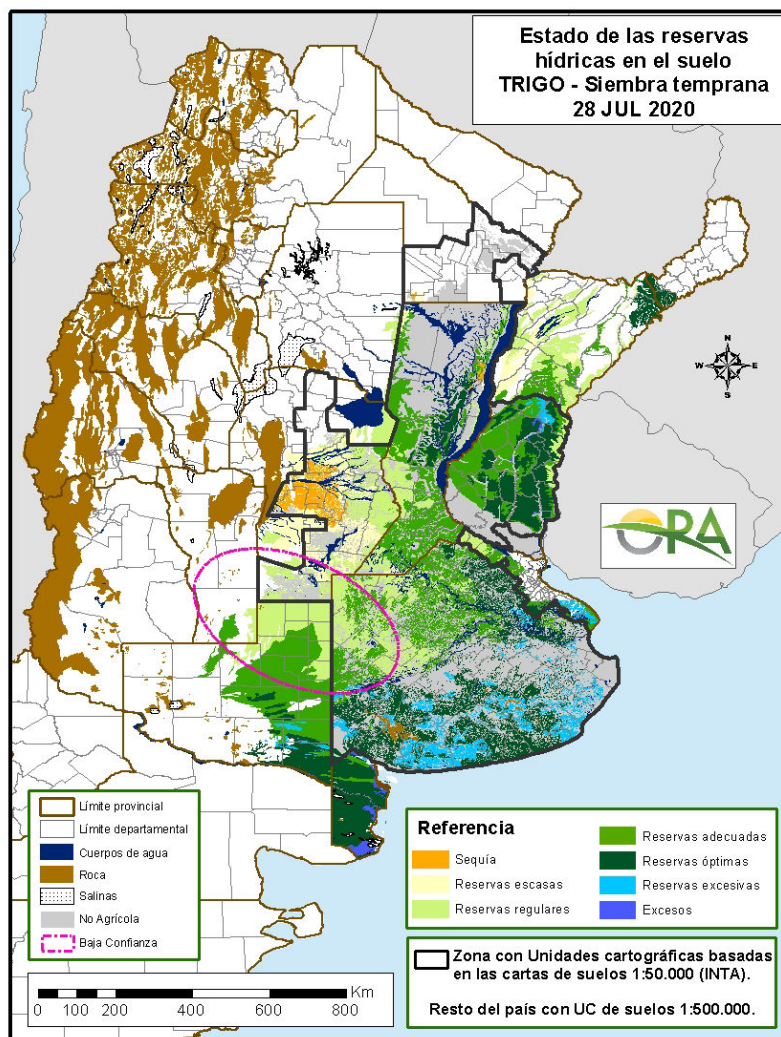 Estado de las reservas
hídricas en el suelo
TRIGO - Siembra temprana
28 JUL 2020
N
W
E
S
ORA
Límite provincial
Límite departamental
Cuerpos de agua
Roca
Salinas
No Agrícola
Baja Confianza
Referencia
Sequía
Reservas escasas
Reservas regulares
Reservas adecuadas
Reservas óptimas
Reservas excesivas
Excesos
Km
0 100 200 400 600 800
Zona con Unidades cartográficas basadas
en las cartas de suelos 1:50.000 (INTA).
Resto del país con UC de suelos 1:500.000.